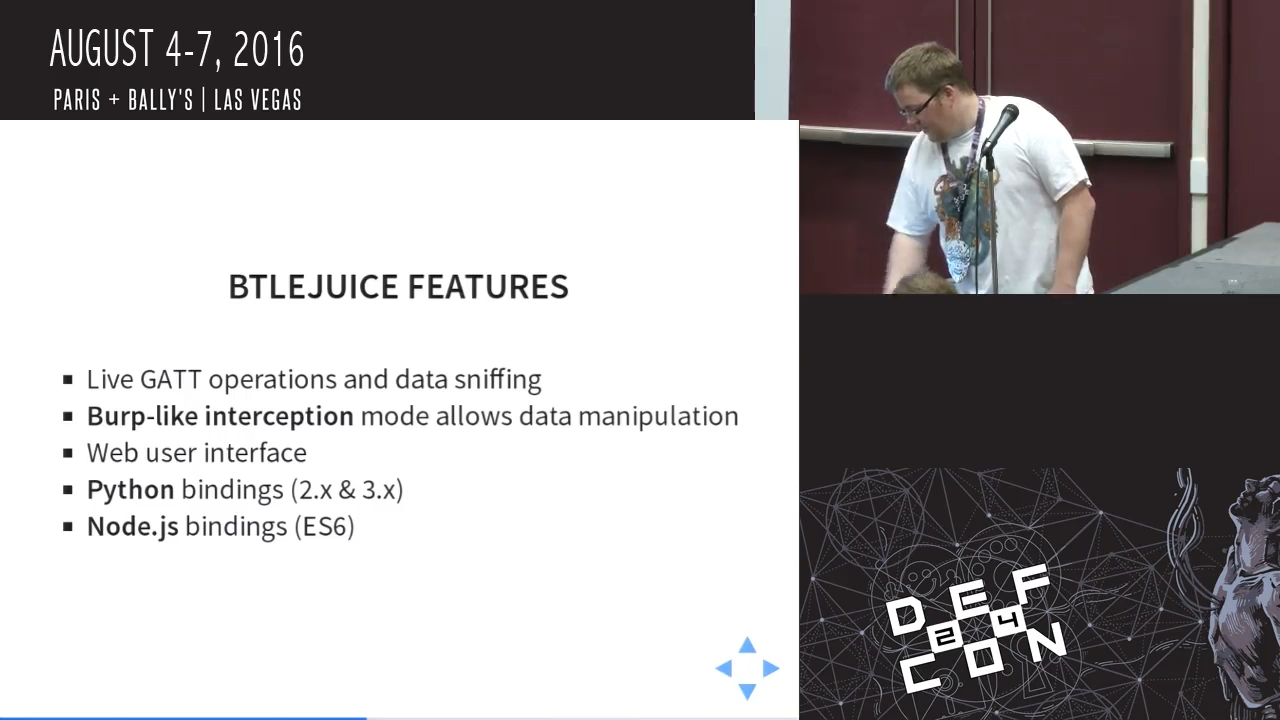 AUGUST 4-7, 2016
PARIS + BALLY'S | LAS VEGAS
BTLEJUICE FEATURES
Live GATT operations and data sniffing
Burp-like interception mode allows data manipulation
Web user interface
Python bindings (2.x & 3.x)
Node.js bindings (ES6)
DEF
24
CON